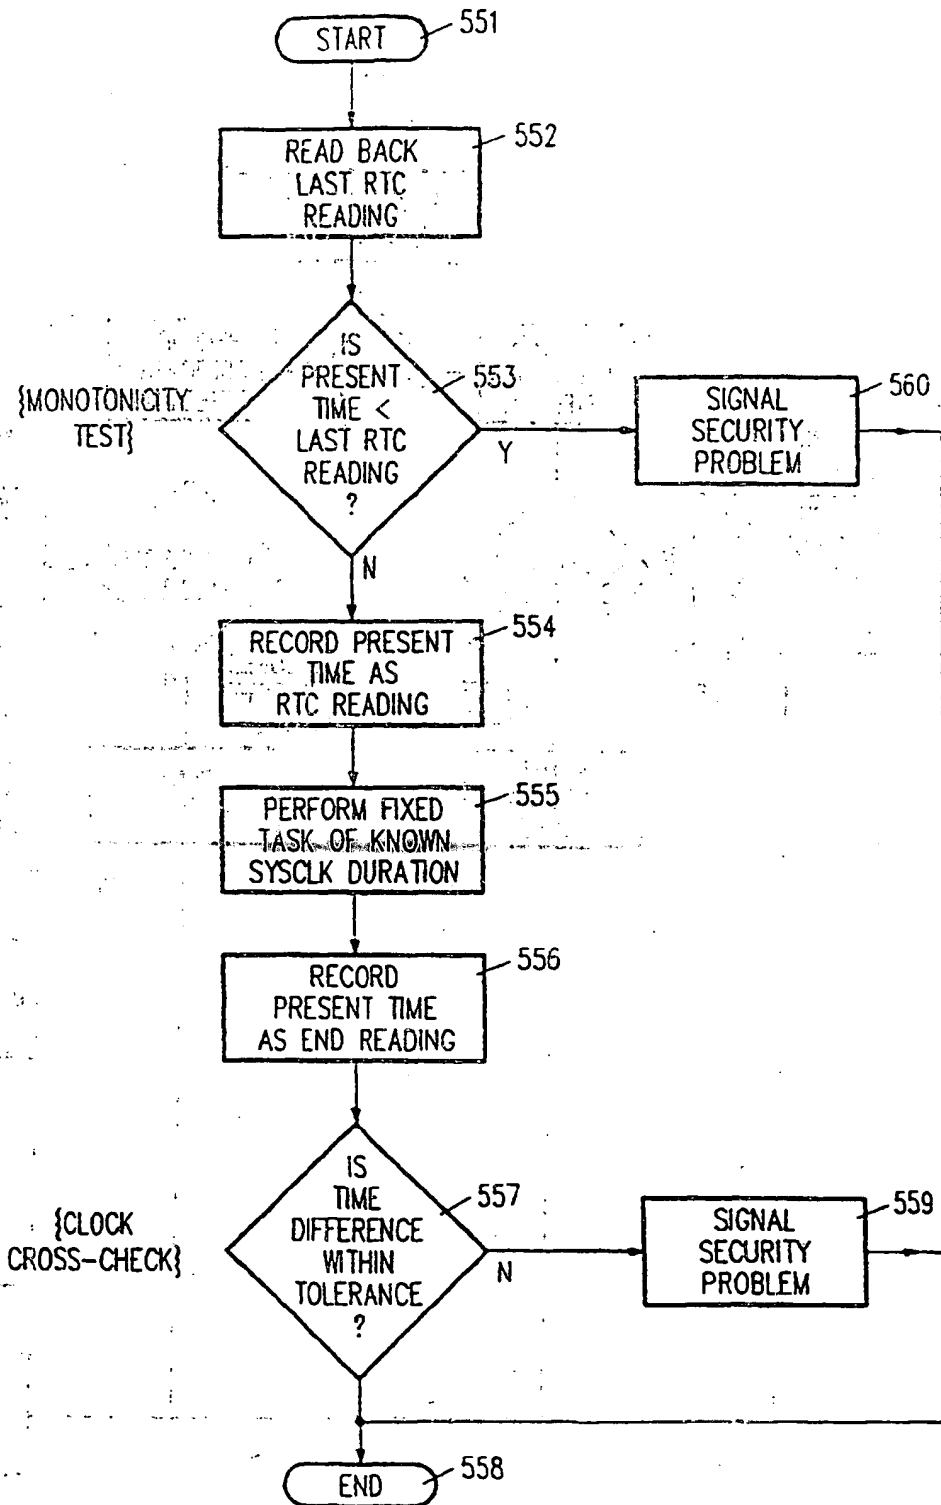 START
551
READ BACK
LAST RTC
READING
552
IS
PRESENT
TIME <
LAST RTC
READING
?
553
{MONOTONICITY
TEST}
Y
SIGNAL
SECURITY
PROBLEM
560
N
RECORD PRESENT
TIME AS
RTC READING
554
PERFORM FIXED
TASK OF KNOWN
SYSCLK DURATION
555
RECORD
PRESENT TIME
AS END READING
556
IS
TIME
DIFFERENCE
WITHIN
TOLERANCE
?
557
{CLOCK
CROSS-CHECK}
N
SIGNAL
SECURITY
PROBLEM
559
END
558